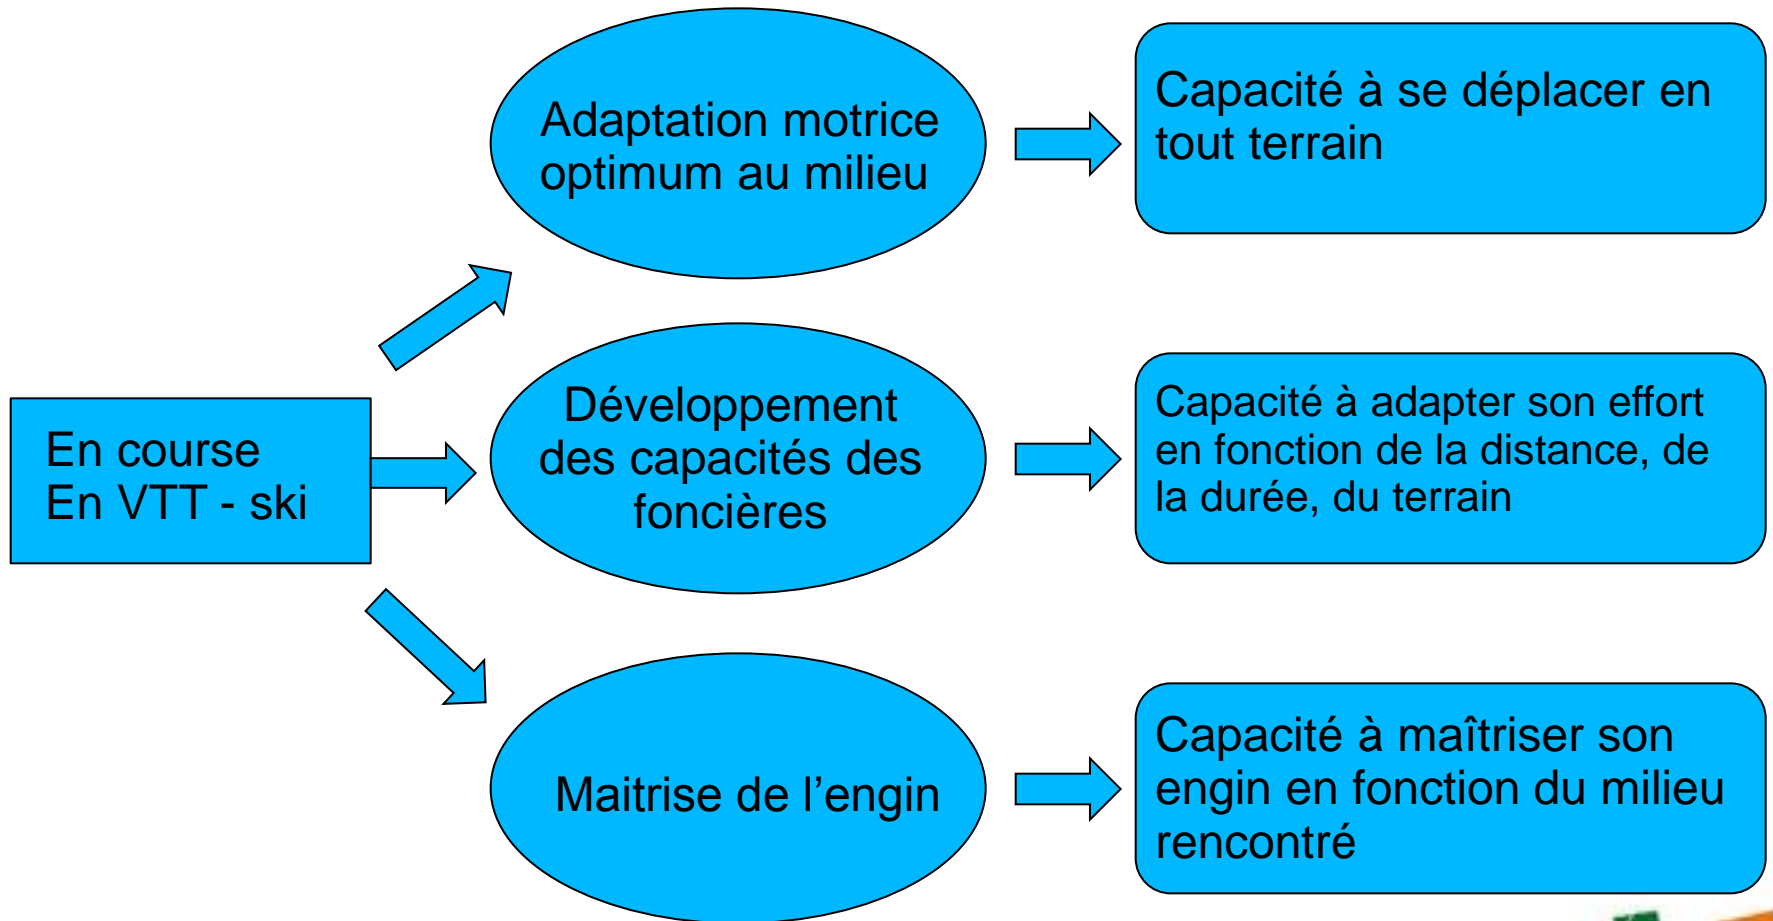 En course
En VTT - ski
Adaptation motrice
optimum au milieu
Capacité à se déplacer en
tout terrain
Développement
des capacités des
foncières
Capacité à adapter son effort
en fonction de la distance, de
la durée, du terrain
Maitrise de l’engin
Capacité à maîtriser son
engin en fonction du milieu
rencontré